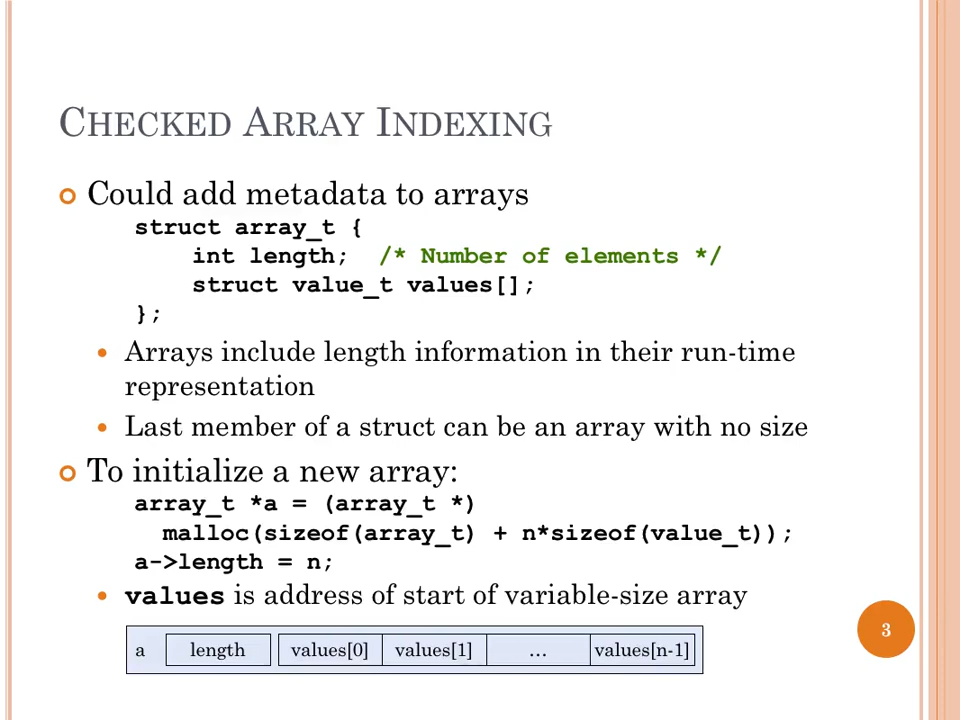 CHECKED ARRAY INDEXING
Could add metadata to arrays
struct array_t {
int length; /* Number of elements */
struct value_t values[];
};
Arrays include length information in their run-time
representation
Last member of a struct can be an array with no size
To initialize a new array:
array_t *a = (array_t *)
malloc(sizeof(array_t) + n*sizeof(value_t));
a->length = n;
values is address of start of variable-size array
3
a length values[0] values[1] … values[n-1]